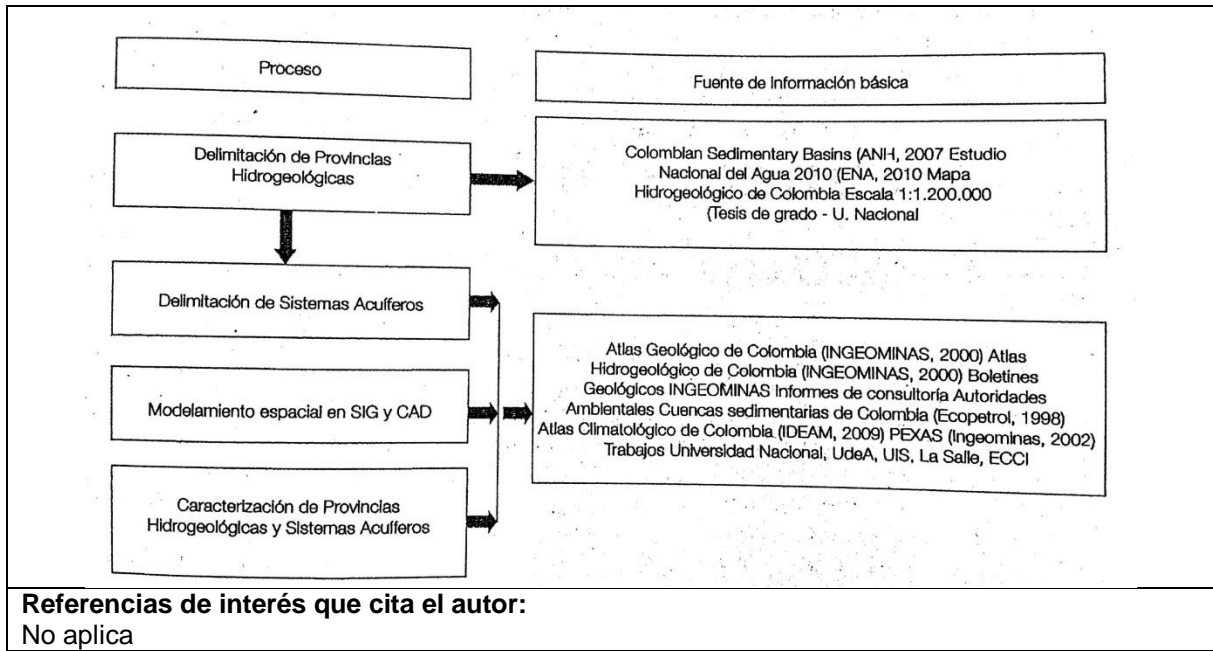 Proceso
Fuente de información básica
Delimitación de Provincias
Hidrogeológicas
Colombian Sedimentary Basins (ANH, 2007 Estudio
Nacional del Agua 2010 (ENA, 2010 Mapa
Hidrogeológico de Colombia Escala 1:1.200.000
(Tesis de grado - U. Nacional
Delimitación de Sistemas Acuíferos
Modelamiento espacial en SIG y CAD
Caracterización de Provincias
Hidrogeológicas y Sistemas Acuíferos
Atlas Geológico de Colombia (INGEOMINAS, 2000) Atlas
Hidrogeológico de Colombia (INGEOMINAS, 2000) Boletines
Geológicos INGEOMINAS Informes de consultoría Autoridades
Ambientales Cuencas sedimentarias de Colombia (Ecopetrol, 1998)
Atlas Climatológico de Colombia (IDEAM, 2009) PEXAS (Ingeominas, 2002)
Trabajos Universidad Nacional, UdeA, UIS, La Salle, ECCI
Referencias de interés que cita el autor:
No aplica